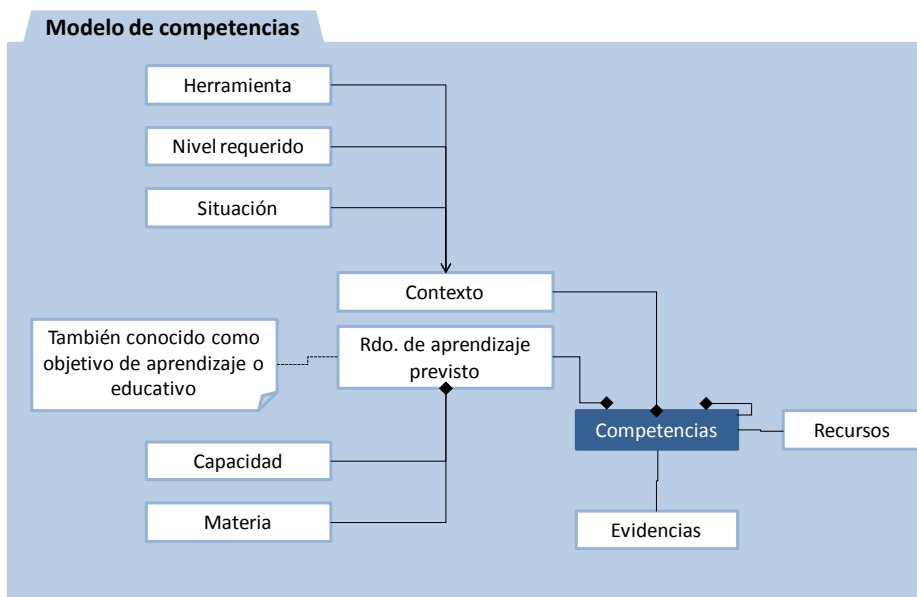 Modelo de competencias
Herramienta
Nivel requerido
Situación
Contexto
También conocido como
objetivo de aprendizaje o
educativo
Rdo. de aprendizaje
previsto
Competencias
Recursos
Capacidad
Materia
Evidencias